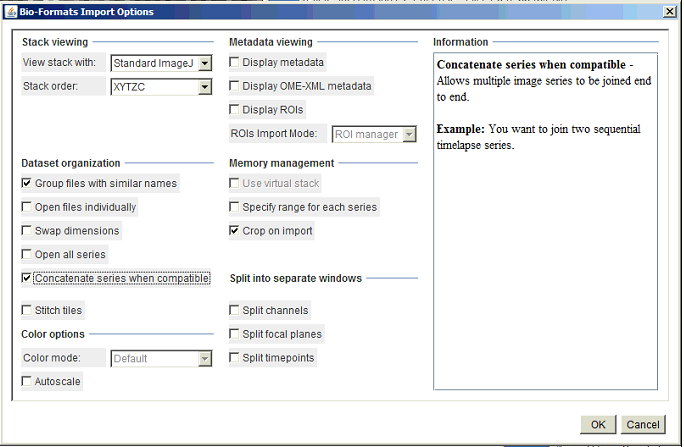 Bio-Formats Import Options
Stack viewing
View stack with: Standard ImageJ
Stack order: XYTZC
Metadata viewing
Display metadata
Display OME-XML metadata
Display ROIs
ROIs Import Mode: ROI manager
Information
Concatenate series when compatible -
Allows multiple image series to be joined end
to end.
Example: You want to join two sequential
timelapse series.
Dataset organization
Group files with similar names
Open files individually
Swap dimensions
Open all series
Concatenate series when compatible
Stitch tiles
Memory management
Use virtual stack
Specify range for each series
Crop on import
Split into separate windows
Split channels
Split focal planes
Split timepoints
Color options
Color mode: Default
Autoscale
OK
Cancel